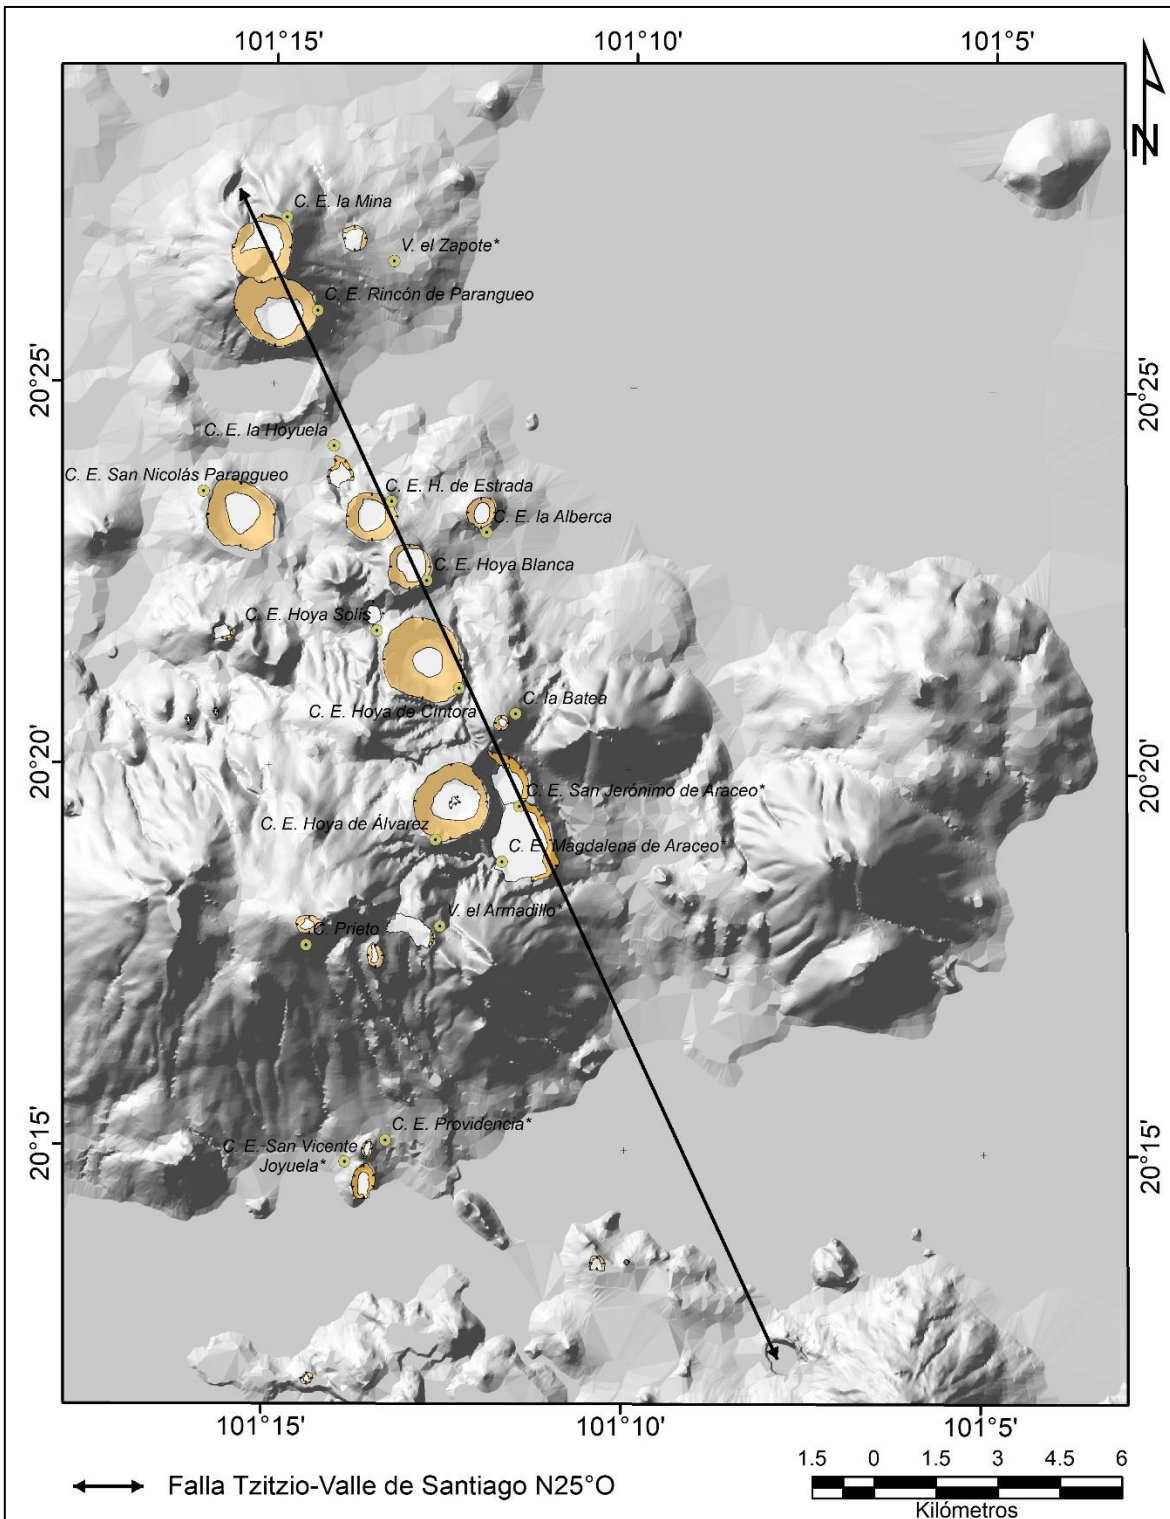 101°15' 101°10' 101°5'
N
C. E. la Mina
V. el Zapote*
C. E. Rincón de Parangueo
20°25' 20°25'
C. E. la Hoyuela
C. E. San Nicolás Parangueo
C. E. H. de Estrada
C. E. la Alberca
C. E. Hoya Blanca
C. E. Hoya Solís
C. la Batea
C. E. Hoya de Cíntora
20°20' 20°20'
C. E. San Jerónimo de Araceo*
C. E. Hoya de Álvarez
C. E. Magdalena de Araceo*
V. el Armadillo*
C. Prieto
C. E. Providencia*
20°15' 20°15'
C. E. San Vicente
Joyuela*
101°15' 101°10' 101°5'
1.5 0 1.5 3 4.5 6
Falla Tzitzio-Valle de Santiago N25°O
Kilómetros